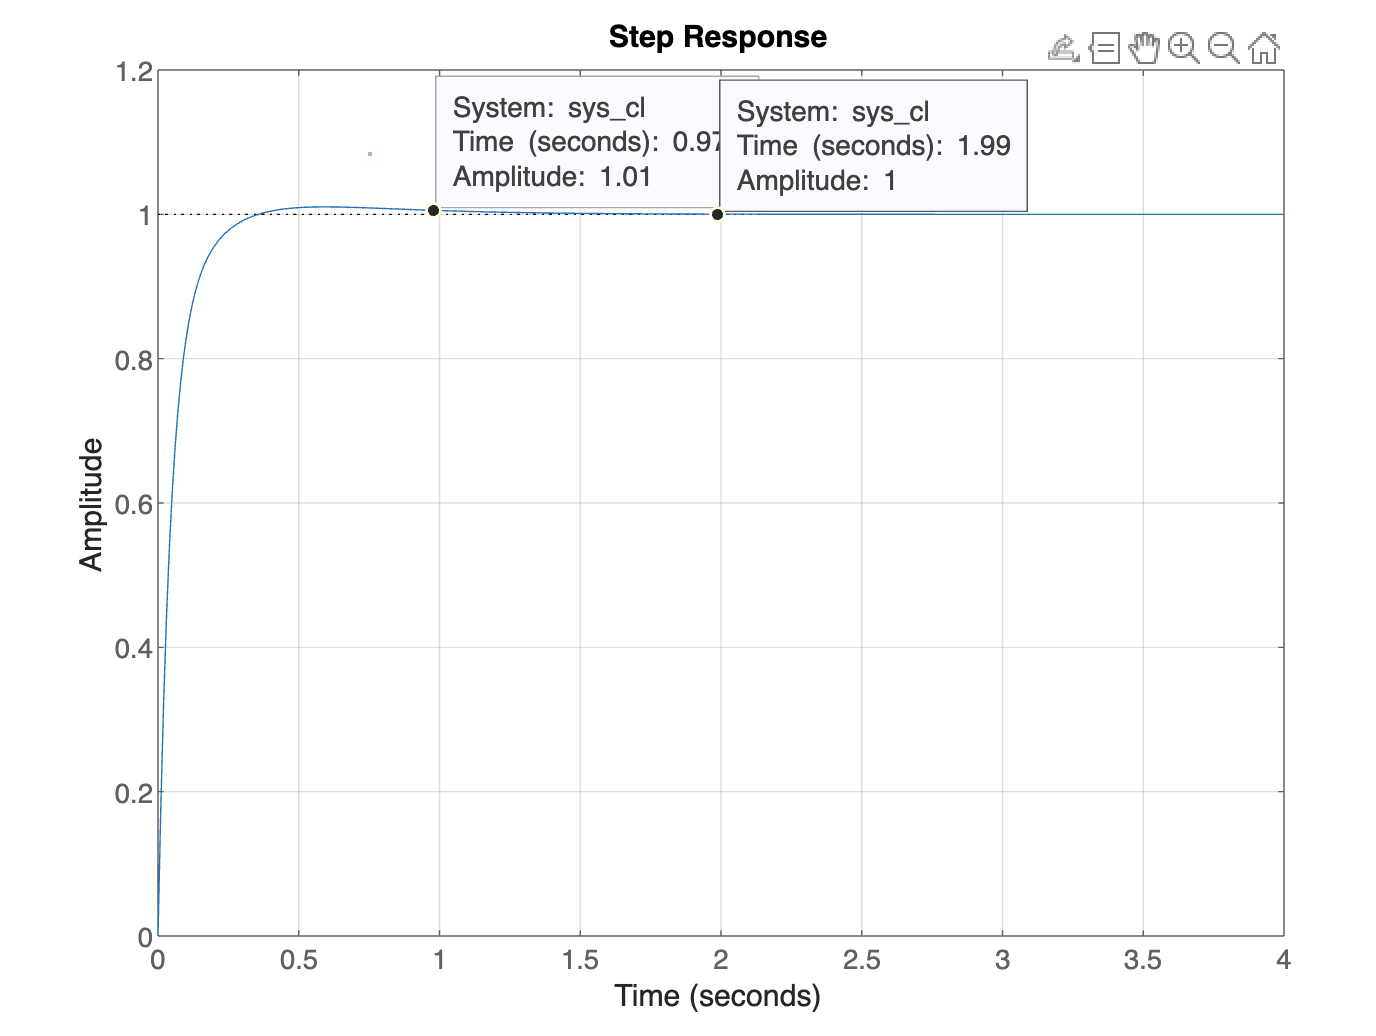 Step Response
System: sys_cl
Time (seconds): 0.97
Amplitude: 1.01
System: sys_cl
Time (seconds): 1.99
Amplitude: 1
1.2
1
0.8
0.6
0.4
0.2
0
Amplitude
0
0.5
1
1.5
2
2.5
3
3.5
4
Time (seconds)